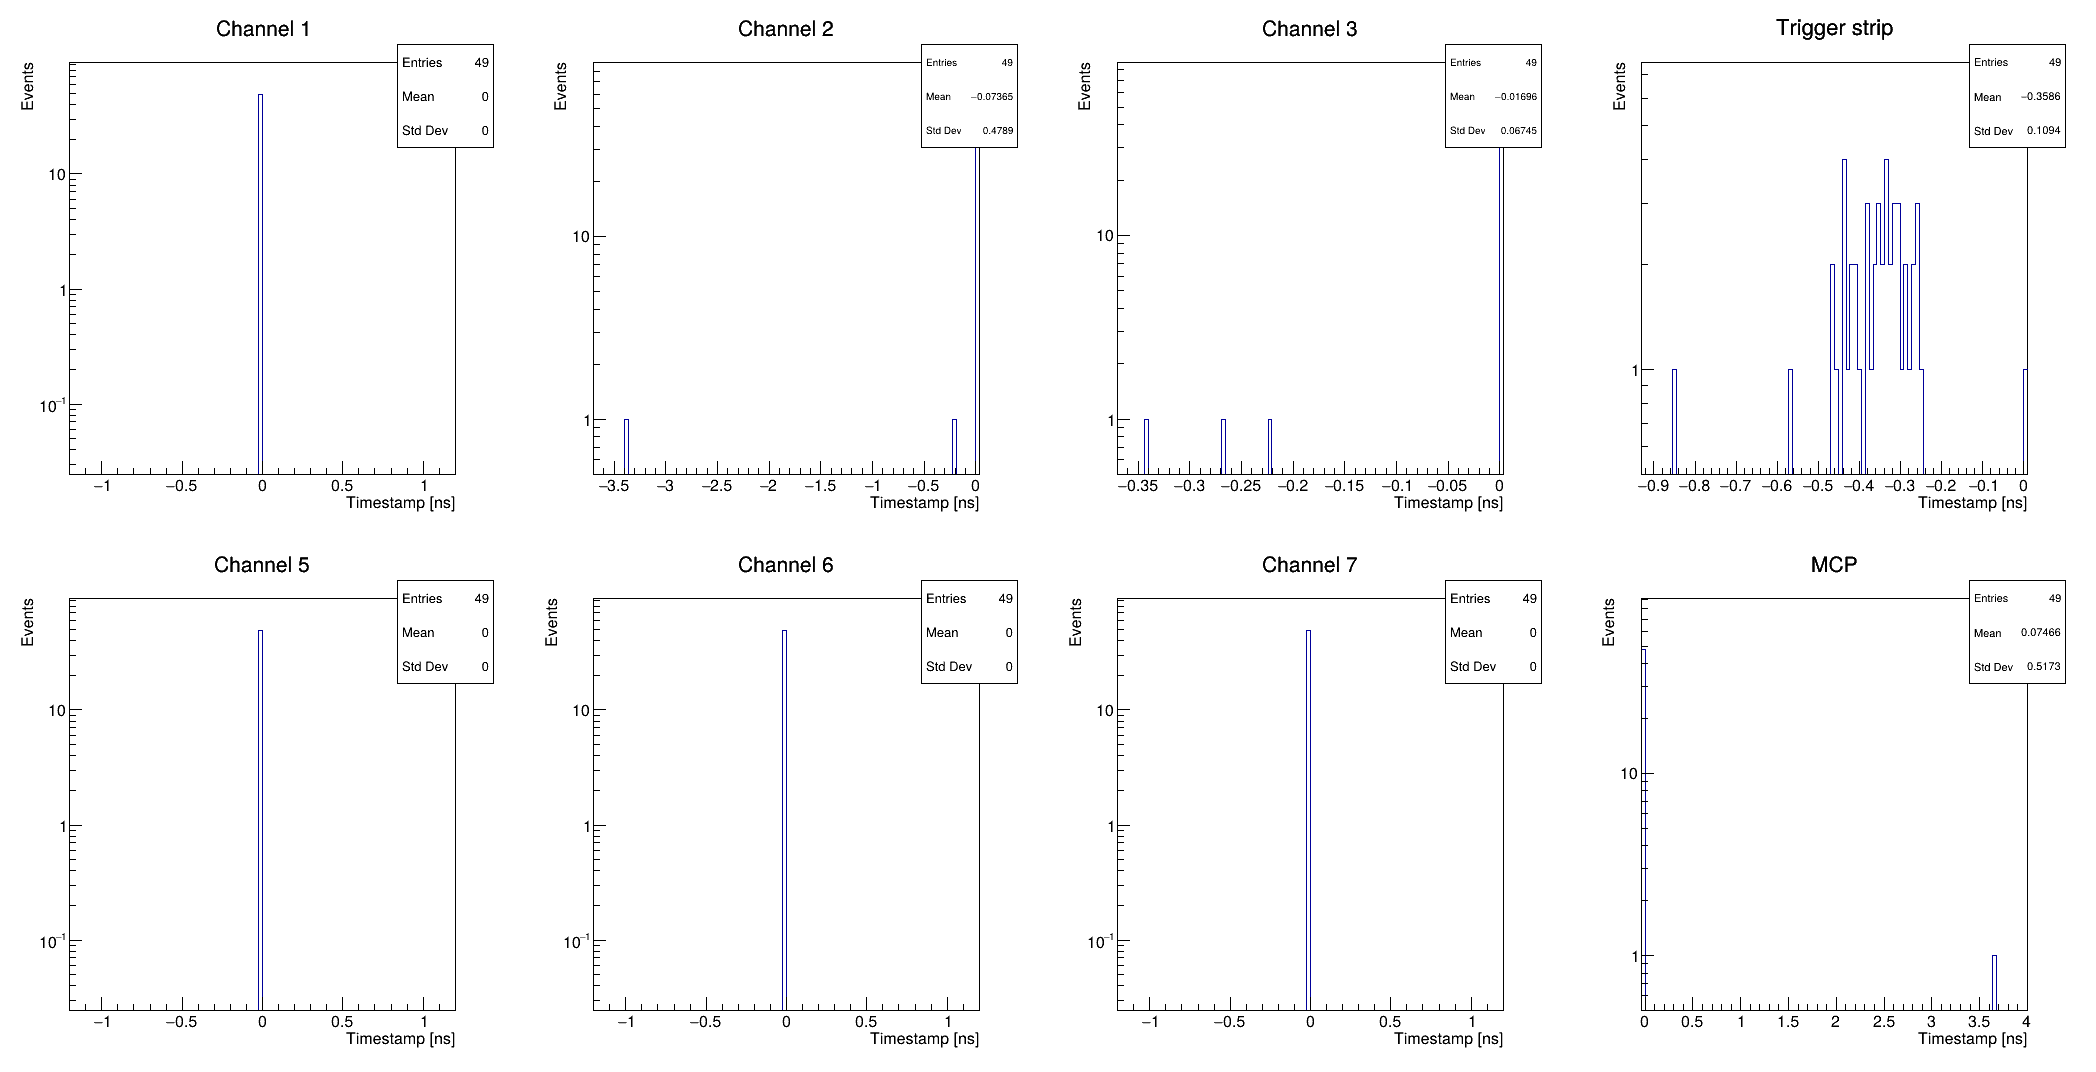 Channel 1
Events
Entries 49
Mean 0
Std Dev 0
10
1
10⁻¹
−1 −0.5 0 0.5 1
Timestamp [ns]
Channel 2
Events
Entries 49
Mean −0.07365
Std Dev 0.4789
10
1
−3.5 −3 −2.5 −2 −1.5 −1 −0.5 0
Timestamp [ns]
Channel 3
Events
Entries 49
Mean −0.01696
Std Dev 0.06745
10
1
−0.35 −0.3 −0.25 −0.2 −0.15 −0.1 −0.05 0
Timestamp [ns]
Trigger strip
Events
Entries 49
Mean −0.3586
Std Dev 0.1094
1
−0.9 −0.8 −0.7 −0.6 −0.5 −0.4 −0.3 −0.2 −0.1 0
Timestamp [ns]
Channel 5
Events
Entries 49
Mean 0
Std Dev 0
10
1
10⁻¹
−1 −0.5 0 0.5 1
Timestamp [ns]
Channel 6
Events
Entries 49
Mean 0
Std Dev 0
10
1
10⁻¹
−1 −0.5 0 0.5 1
Timestamp [ns]
Channel 7
Events
Entries 49
Mean 0
Std Dev 0
10
1
10⁻¹
−1 −0.5 0 0.5 1
Timestamp [ns]
MCP
Events
Entries 49
Mean 0.07466
Std Dev 0.5173
10
1
0 0.5 1 1.5 2 2.5 3 3.5 4
Timestamp [ns]